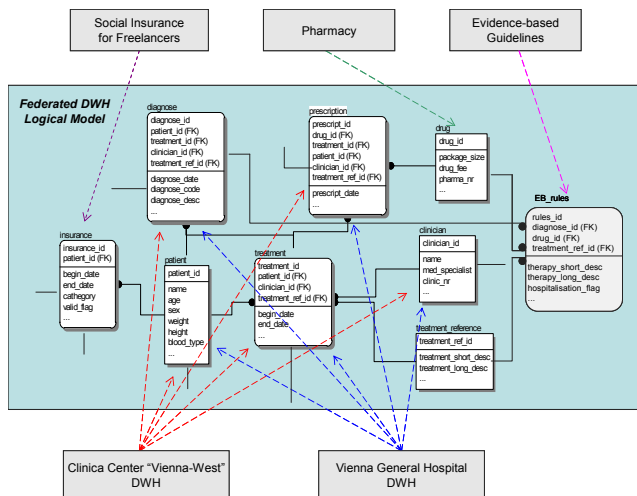 Social Insurance
for Freelancers
Pharmacy
Evidence-based
Guidelines
Federated DWH
Logical Model
diagnose
diagnose_id
patient_id (FK)
treatment_id (FK)
clinician_id (FK)
treatment_ref_id (FK)
diagnose_date
diagnose_code
diagnose_desc
...
prescription
prescript_id
drug_id (FK)
treatment_id (FK)
patient_id (FK)
clinician_id (FK)
treatment_ref_id (FK)
prescript_date
...
drug
drug_id
package_size
drug_fee
pharma_nr
...
EB_rules
rules_id
diagnose_id (FK)
drug_id (FK)
treatment_ref_id (FK)
therapy_short_desc
therapy_long_desc
hospitalisation_flag
...
insurance
insurance_id
patient_id (FK)
begin_date
end_date
cathegory
valid_flag
...
patient
patient_id
name
age
sex
weight
height
blood_type
...
treatment
treatment_id
patient_id (FK)
clinician_id (FK)
treatment_ref_id (FK)
begin_date
end_date
...
clinician
clinician_id
name
med_specialist
clinic_nr
...
treatment_reference
treatment_ref_id
treatment_short_desc
treatment_long_desc
...
Clinica Center “Vienna-West”
DWH
Vienna General Hospital
DWH